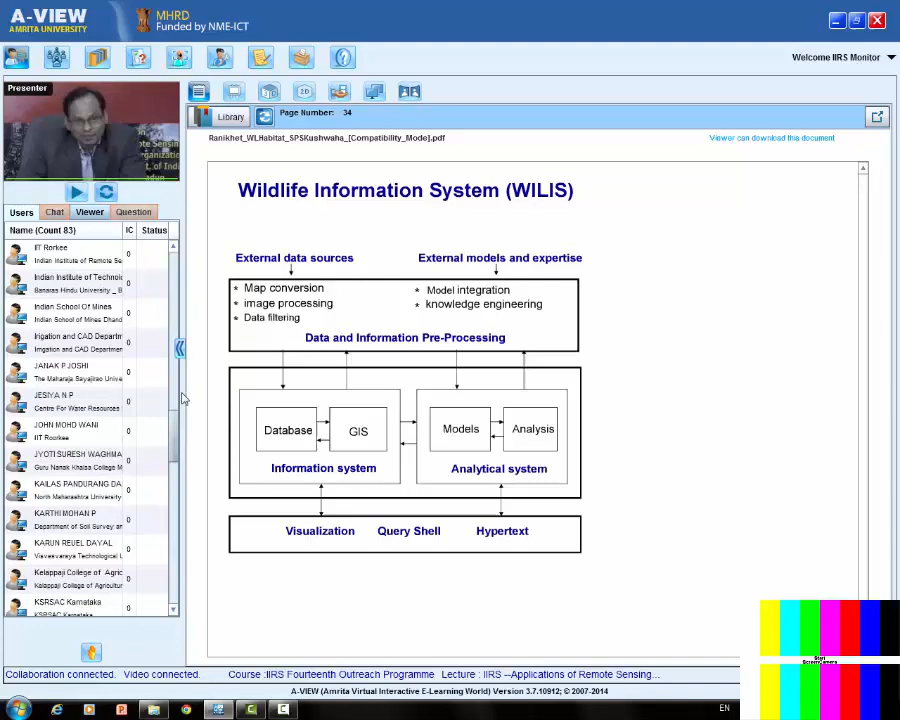 A-VIEW
AMRITA UNIVERSITY
MHRD
Funded by NME-ICT
Welcome IIRS Monitor
Presenter
Library
Page Number: 34
Ranikhet_WLHabitat_SPSKushwaha_[Compatibility_Mode].pdf
Viewer can download this document
Users
Chat
Viewer
Question
Name (Count 83)
IC
Status
IIT Rorkee
Indian Institute of Remote Se
0
Indian Institute of Technol
Banaras Hindu University _ B
0
Indian School Of Mines
Indian School of Mines Dhand
0
Irigation and CAD Departm
Irrigation and CAD Departmen
0
JANAK P JOSHI
The Maharaja Sayajirao Unive
0
JESIYA N P
Centre For Water Resources
0
JOHN MOHD WANI
IIT Roorkee
0
JYOTI SURESH WAGHMA
Guru Nanak Khalsa College M
0
KAILAS PANDURANG DA
North Maharashtra Universit
0
KARTHI MOHAN P
Department of Soil Survey an
0
KARUN REUEL DAYAL
Visvesvaraya Technological L
0
Kelappaji College of Agric
Kelappaji College of Agricultur
0
KSRSAC Karnataka
KSRSAC Karnataka
0
Wildlife Information System (WILIS)
External data sources
External models and expertise
* Map conversion
* image processing
* Data filtering
* Model integration
* knowledge engineering
Data and Information Pre-Processing
Database
GIS
Models
Analysis
Information system
Analytical system
Visualization
Query Shell
Hypertext
Collaboration connected. Video connected.
Course :IIRS Fourteenth Outreach Programme
Lecture : IIRS --Applications of Remote Sensing...
A-VIEW (Amrita Virtual Interactive E-Learning World) Version 3.7.10912; © 2007-2014
EN